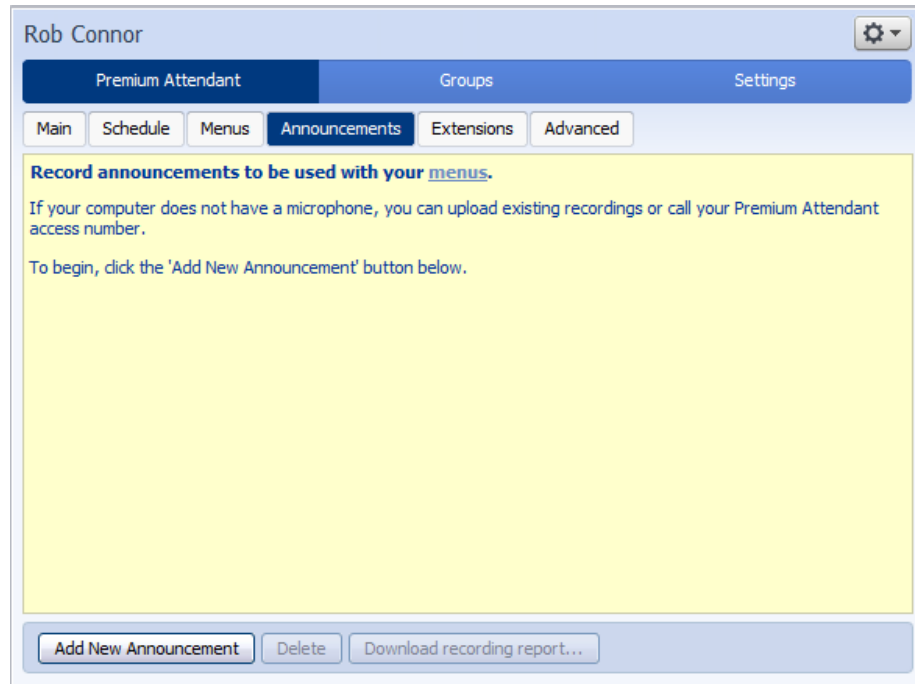 Rob Connor
Premium Attendant Groups Settings
Main Schedule Menus Announcements Extensions Advanced
Record announcements to be used with your menus.
If your computer does not have a microphone, you can upload existing recordings or call your Premium Attendant
access number.
To begin, click the 'Add New Announcement' button below.
Add New Announcement Delete Download recording report...